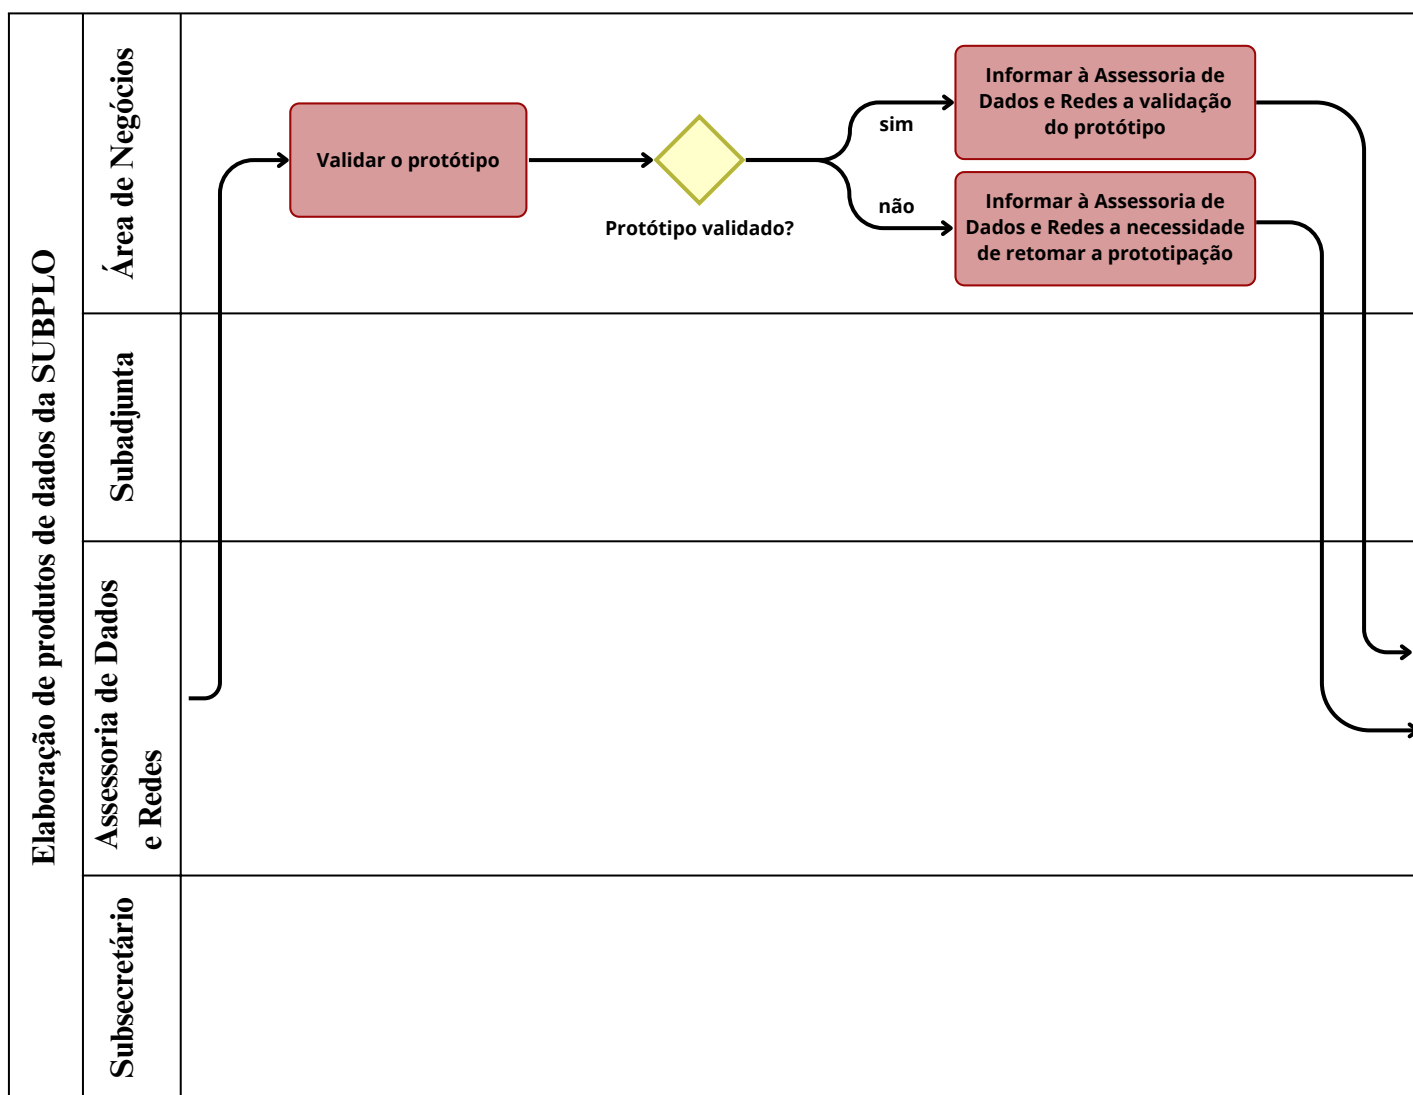 Elaboração de produtos de dados da SUBPLO
Área de Negócios
Validar o protótipo
Protótipo validado?
sim
não
Informar à Assessoria de
Dados e Redes a validação
do protótipo
Informar à Assessoria de
Dados e Redes a necessidade
de retomar a prototipação
Subadjunta
Assessoria de Dados
e Redes
Subsecretário